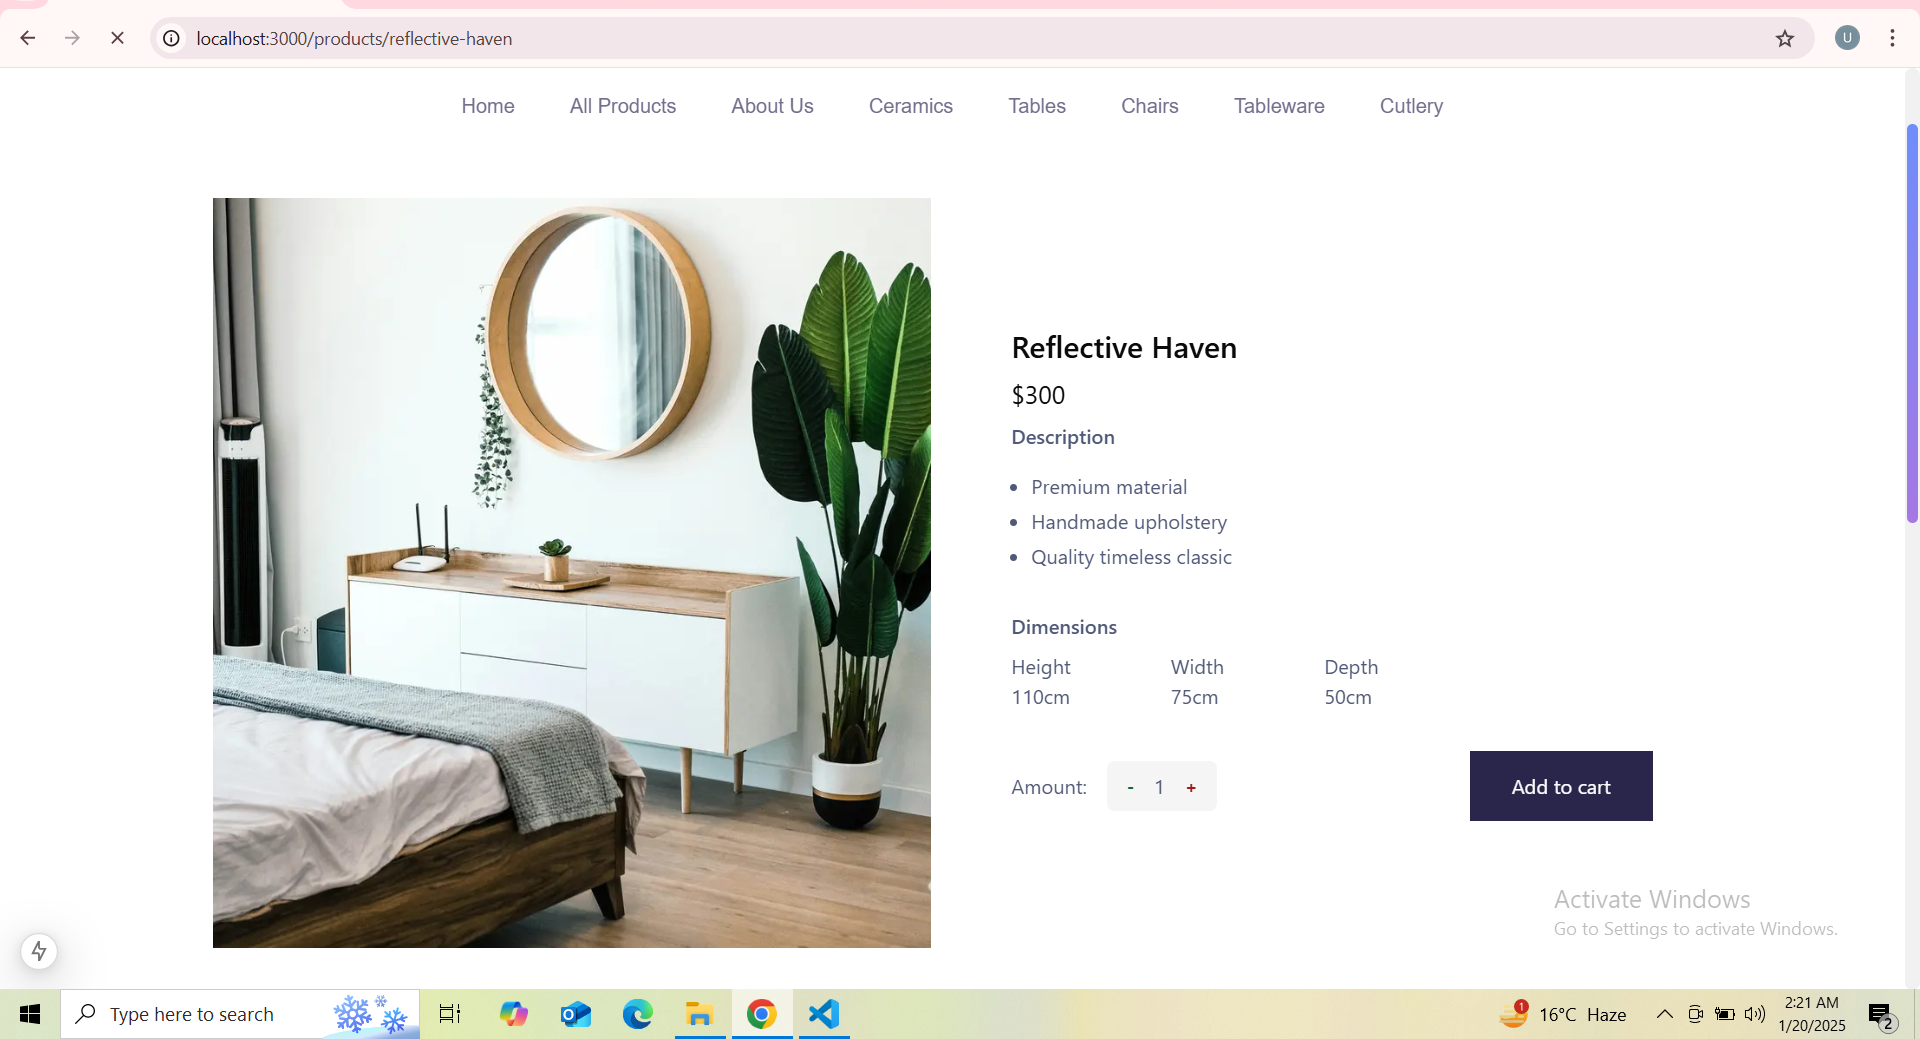 localhost:3000/products/reflective-haven
U
Home All Products About Us Ceramics Tables Chairs Tableware Cutlery
Reflective Haven
$300
Description
Premium material
Handmade upholstery
Quality timeless classic
Dimensions
Height Width Depth
110cm 75cm 50cm
Amount: - 1 + Add to cart
Activate Windows
Go to Settings to activate Windows.
Type here to search
1 16°C Haze
2:21 AM
1/20/2025
2